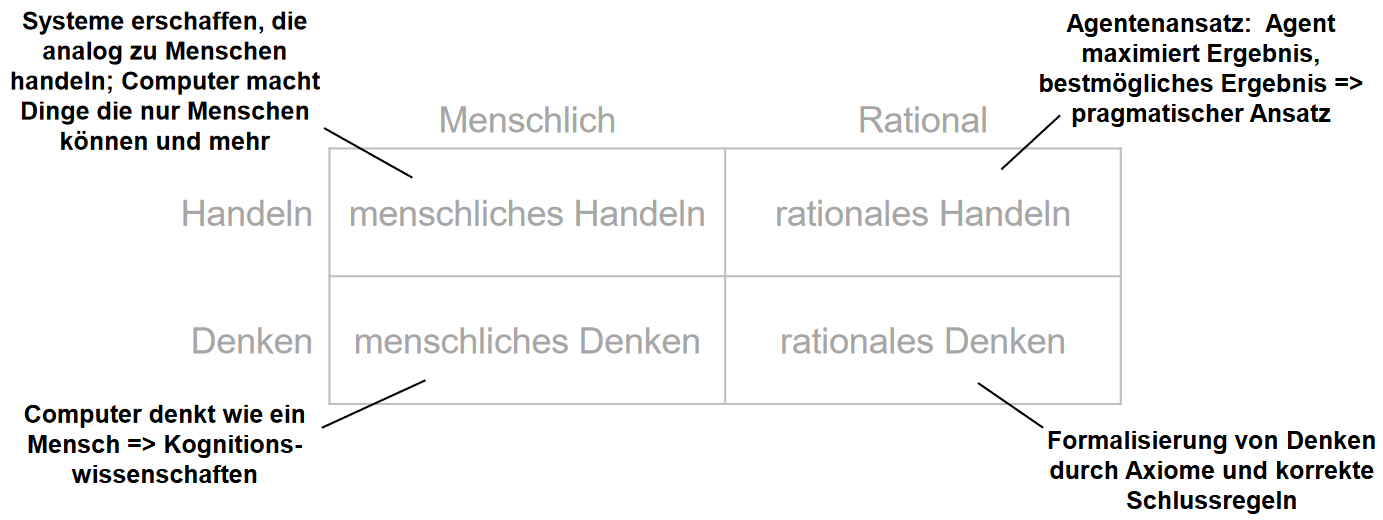 Systeme erschaffen, die
analog zu Menschen
handeln; Computer macht
Dinge die nur Menschen
können und mehr
Agentenansatz:  Agent
maximiert Ergebnis,
bestmögliches Ergebnis =>
pragmatischer Ansatz
Menschlich
Rational
Handeln
menschliches Handeln
rationales Handeln
Denken
menschliches Denken
rationales Denken
Computer denkt wie ein
Mensch => Kognitions-
wissenschaften
Formalisierung von Denken
durch Axiome und korrekte
Schlussregeln